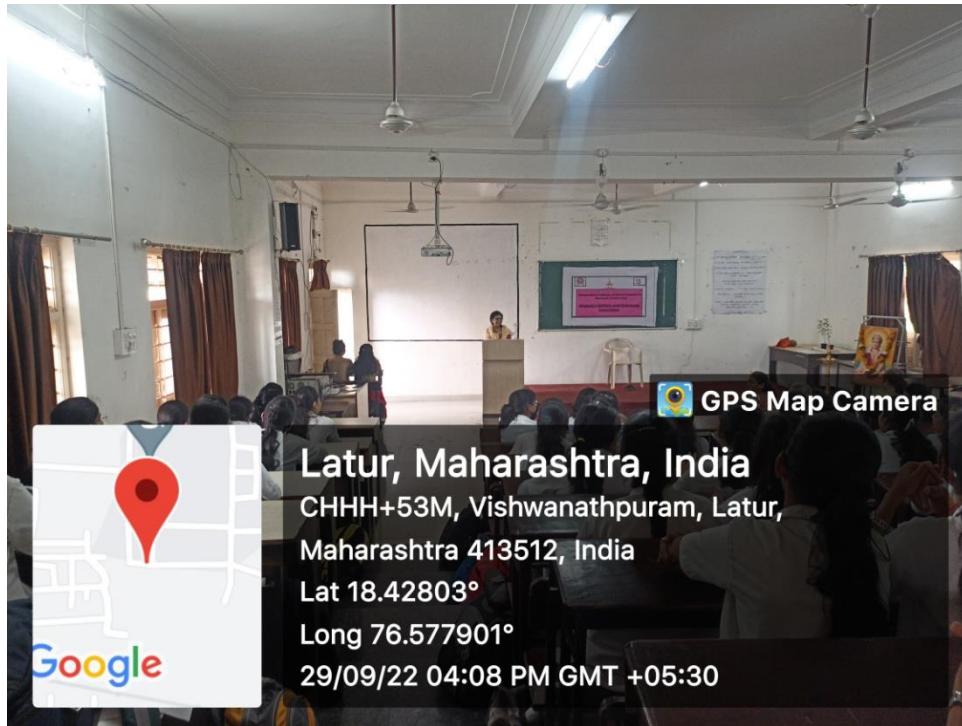 GPS Map Camera
Latur, Maharashtra, India
CHHH+53M, Vishwanathpuram, Latur,
Maharashtra 413512, India
Lat 18.42803°
Long 76.577901°
29/09/22 04:08 PM GMT +05:30
Google